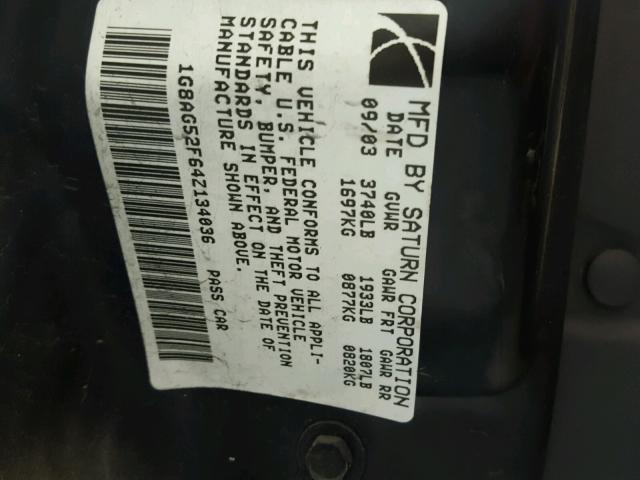 MFD BY SATURN CORPORATION
DATE GVWR GAWR FRT GAWR RR
09/03 3740LB 1933LB 1807LB
1697KG 0877KG 0820KG
THIS VEHICLE CONFORMS TO ALL APPLI-
CABLE U.S. FEDERAL MOTOR VEHICLE
SAFETY, BUMPER, AND THEFT PREVENTION
STANDARDS IN EFFECT ON THE DATE OF
MANUFACTURE SHOWN ABOVE.
1G8AG52F64Z134036 PASS CAR